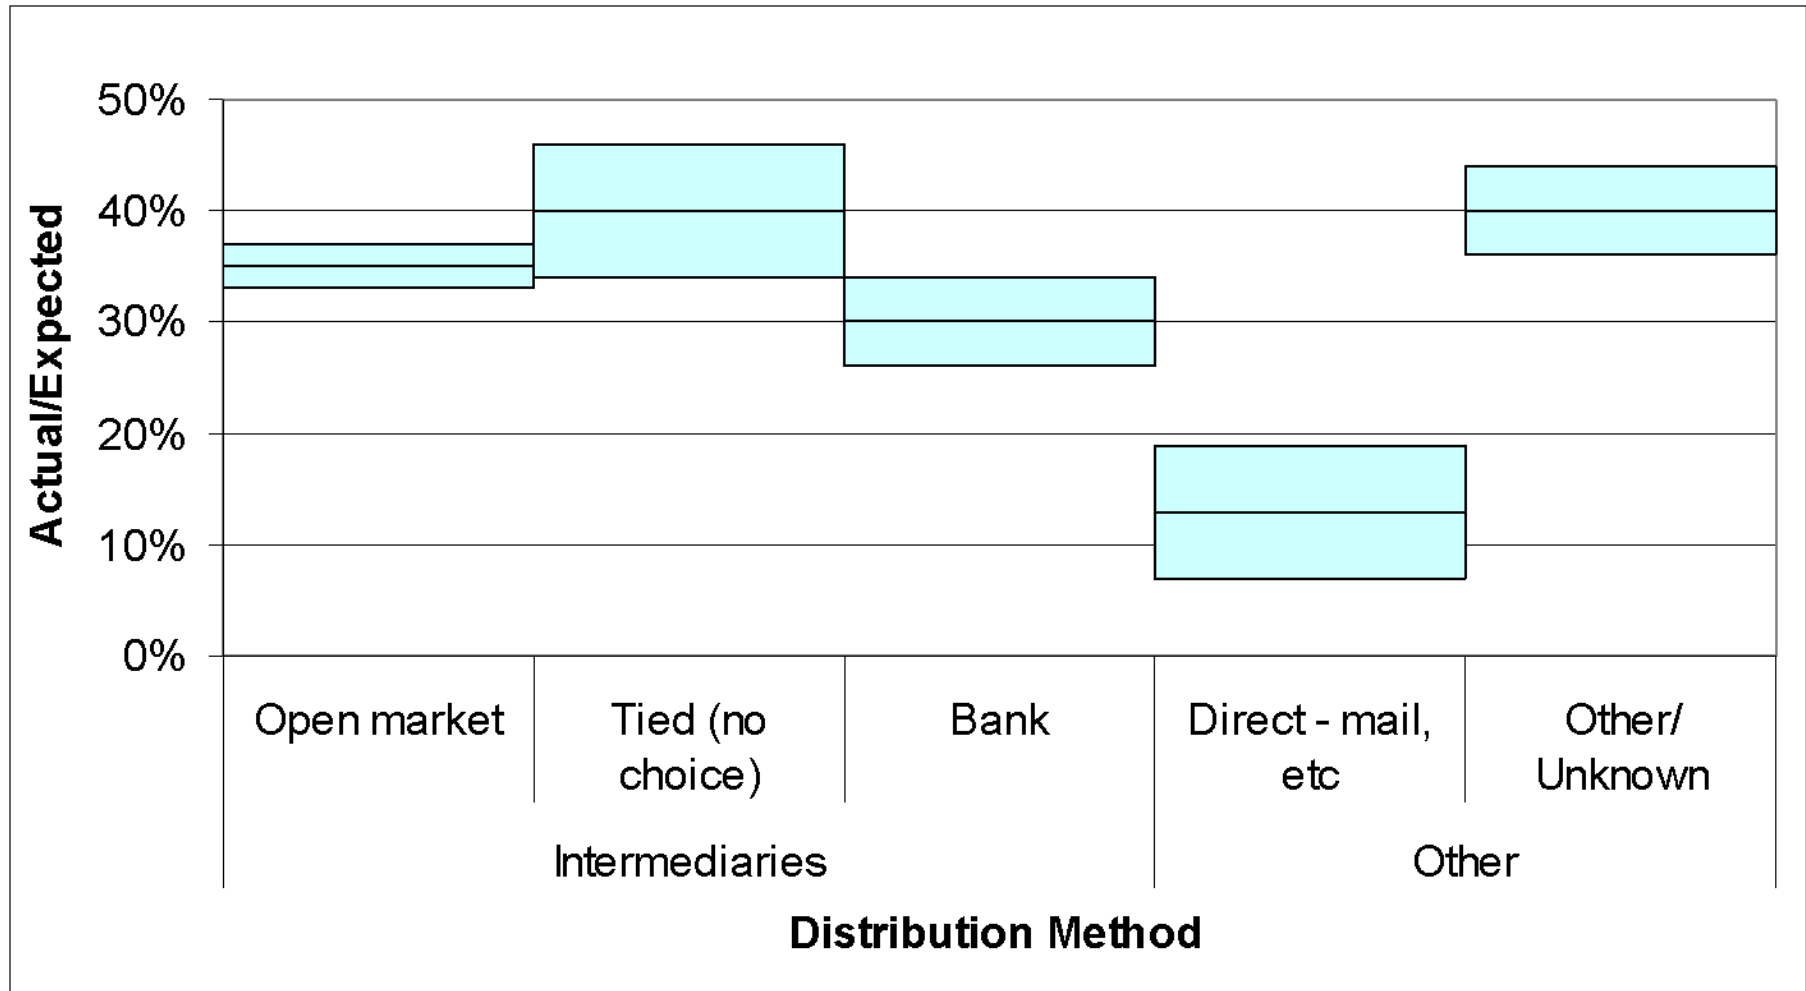 50%
40%
30%
20%
10%
0%
Actual/Expected
Open market
Tied (no
choice)
Bank
Direct - mail,
etc
Other/
Unknown
Intermediaries
Other
Distribution Method